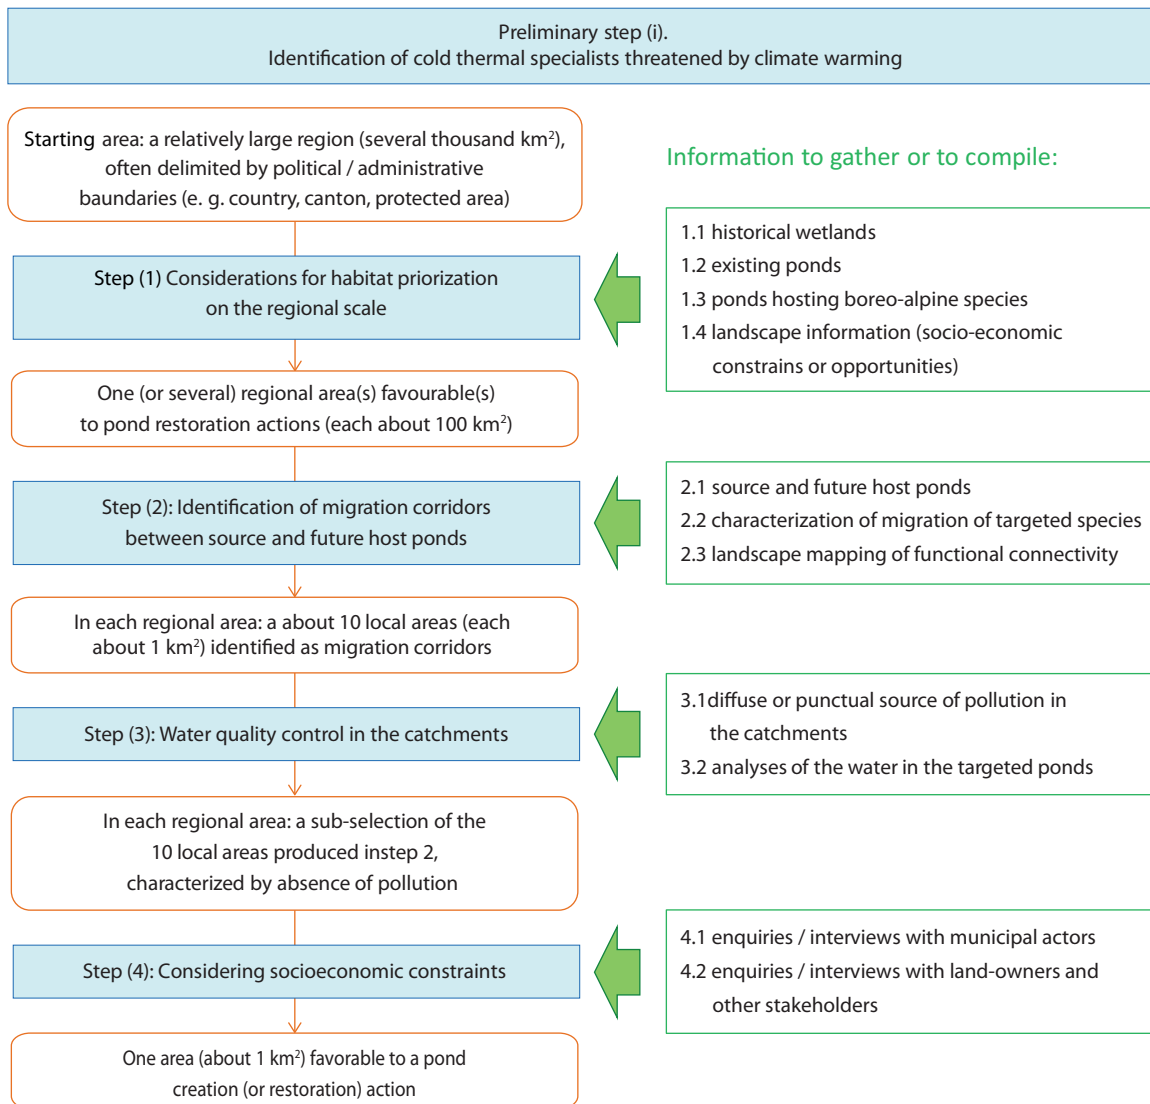 Preliminary step (i).
Identification of cold thermal specialists threatened by climate warming
Starting area: a relatively large region (several thousand km²),
often delimited by political / administrative
baundaries (e. g. country, canton, protected area)
Information to gather or to compile:
Step (1) Considerations for habitat priorization
on the regional scale
1.1 historical wetlands
1.2 existing ponds
1.3 ponds hosting boreo-alpine species
1.4 landscape information (socio-economic
constrains or opportunities)
One (or several) regional area(s) favourable(s)
to pond restoration actions (each about 100 km²)
Step (2): Identification of migration corridors
between source and future host ponds
2.1 source and future host ponds
2.2 characterization of migration of targeted species
2.3 landscape mapping of functional connectivity
In each regional area: a about 10 local areas (each
about 1 km²) identified as migration corridors
Step (3): Water quality control in the catchments
3.1diffuse or punctual source of pollution in
the catchments
3.2 analyses of the water in the targeted ponds
In each regional area: a sub-selection of the
10 local areas produced instep 2,
characterized by absence of pollution
Step (4): Considering socioeconomic constraints
4.1 enquiries / interviews with municipal actors
4.2 enquiries / interviews with land-owners and
other stakeholders
One area (about 1 km²) favorable to a pond
creation (or restoration) action